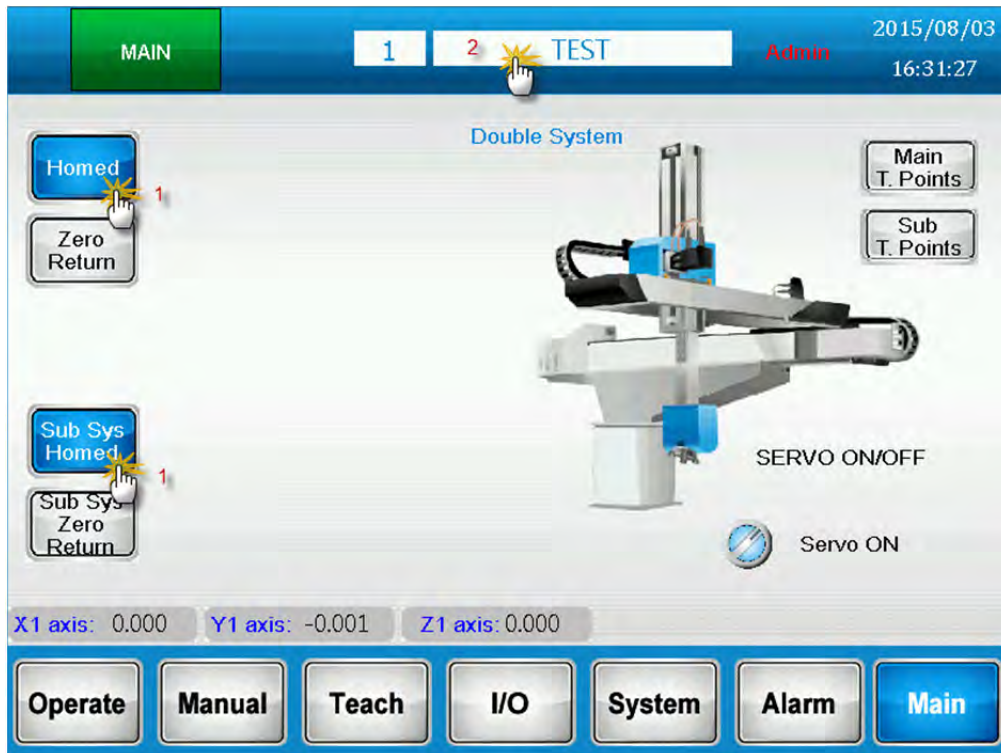 MAIN
1
2
TEST
Admin
2015/08/03
16:31:27
Double System
Homed
1
Zero
Return
Main
T. Points
Sub
T. Points
Sub Sys
Homed
1
Sub Sys
Zero
Return
SERVO ON/OFF
Servo ON
X1 axis: 0.000
Y1 axis: -0.001
Z1 axis: 0.000
Operate
Manual
Teach
I/O
System
Alarm
Main